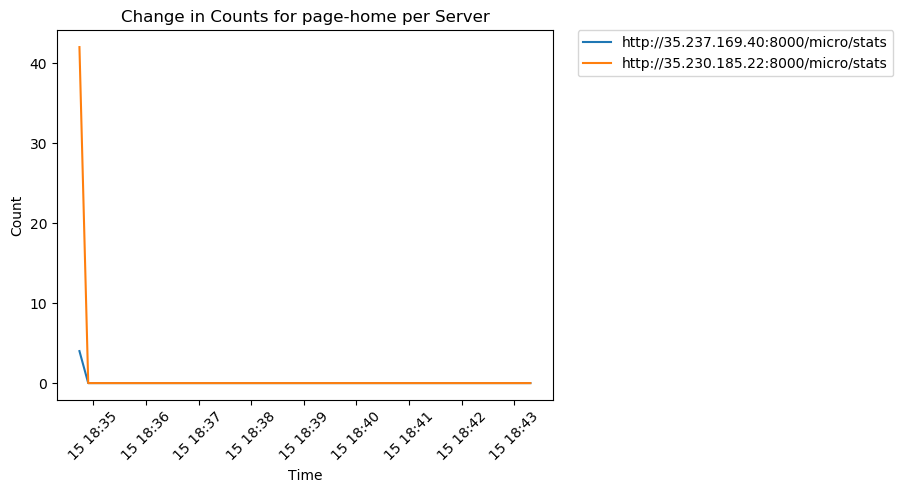 Change in Counts for page-home per Server
http://35.237.169.40:8000/micro/stats
http://35.230.185.22:8000/micro/stats
40
30
20
10
0
Count
15 18:35
15 18:36
15 18:37
15 18:38
15 18:39
15 18:40
15 18:41
15 18:42
15 18:43
Time